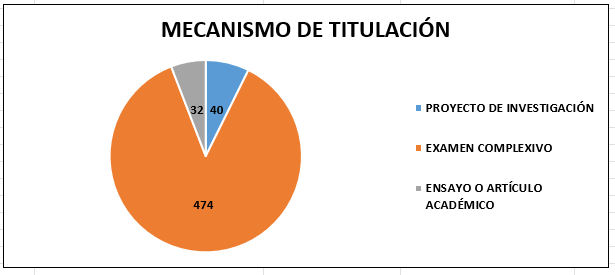 MECANISMO DE TITULACIÓN
32 40
474
PROYECTO DE INVESTIGACIÓN
EXAMEN COMPLEXIVO
ENSAYO O ARTÍCULO
ACADÉMICO